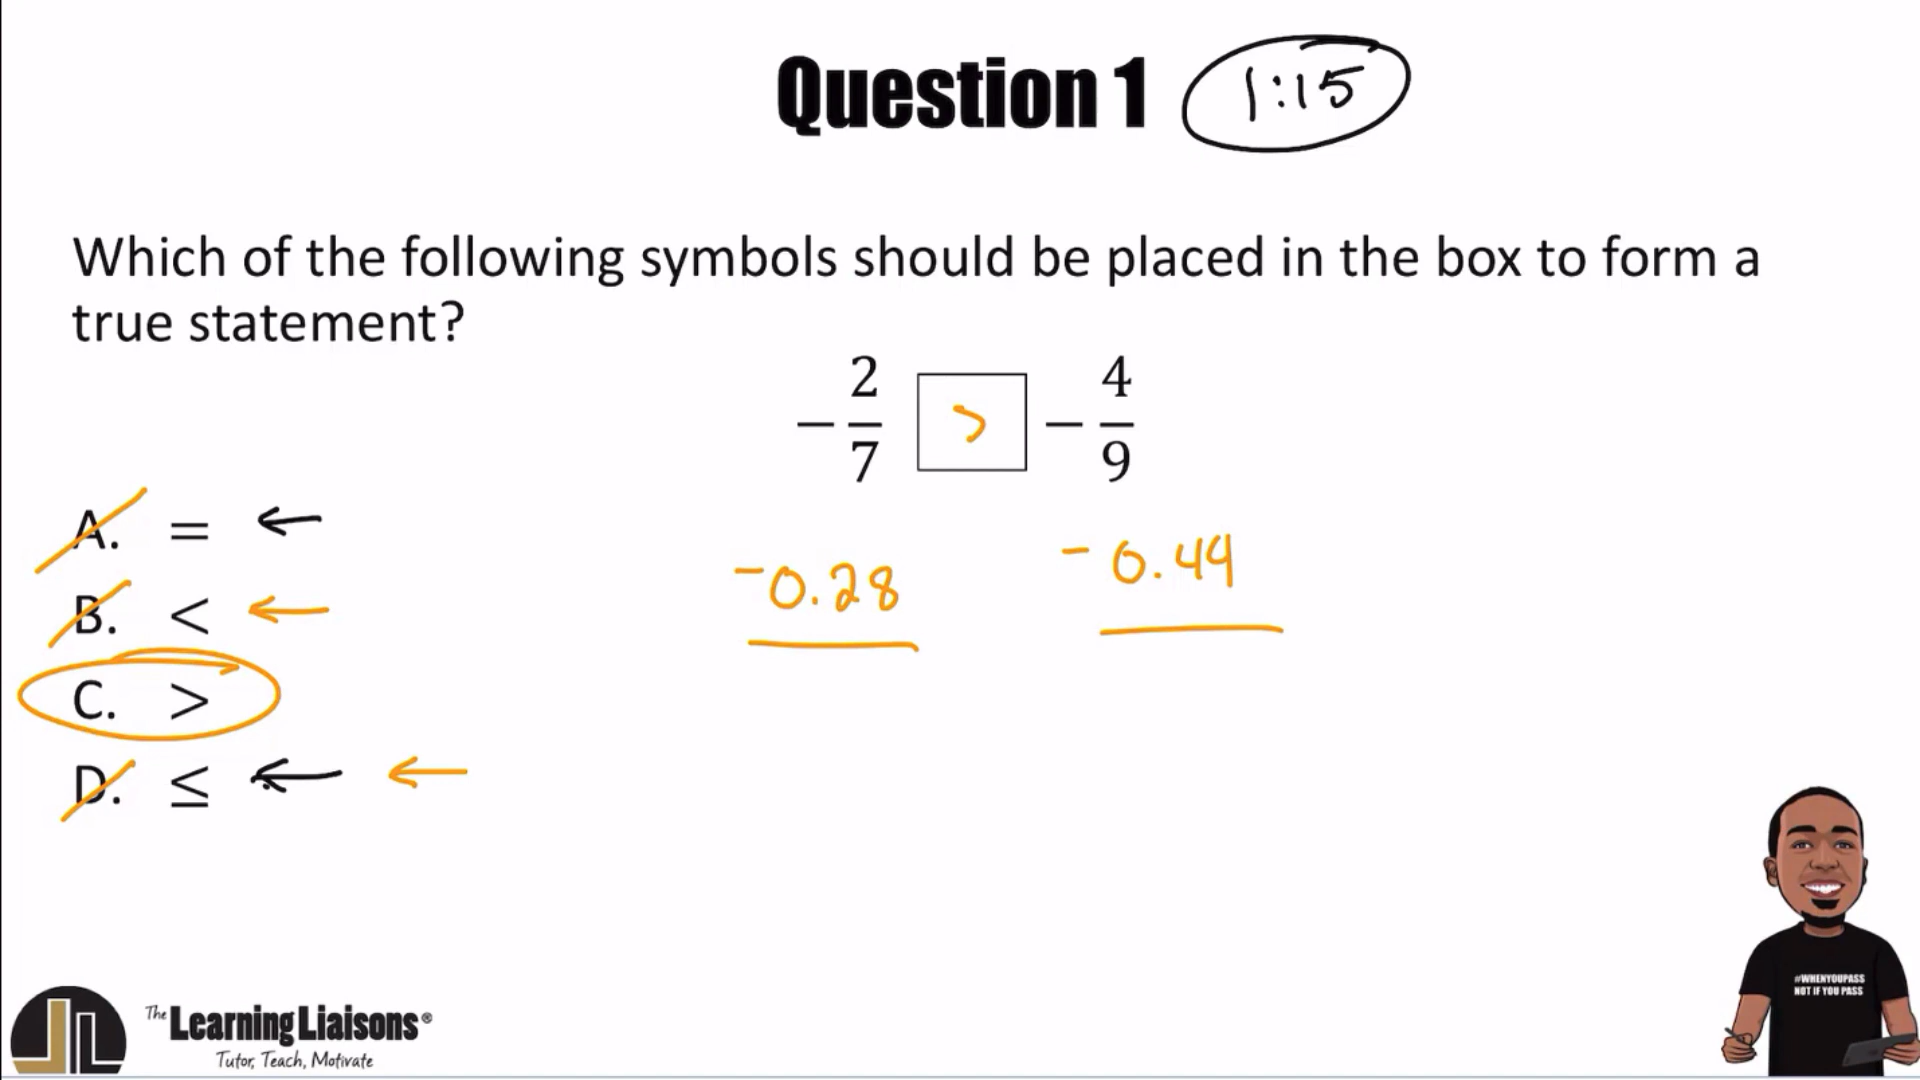 Question 1 1:15
Which of the following symbols should be placed in the box to form a
true statement?
− 2/7 > − 4/9
A. = ←
B. < ←
C. >
D. ≤ ← ←
-0.28 -0.44
#WHENYOUPASS
NOT IF YOU PASS
The Learning Liaisons®
Tutor, Teach, Motivate